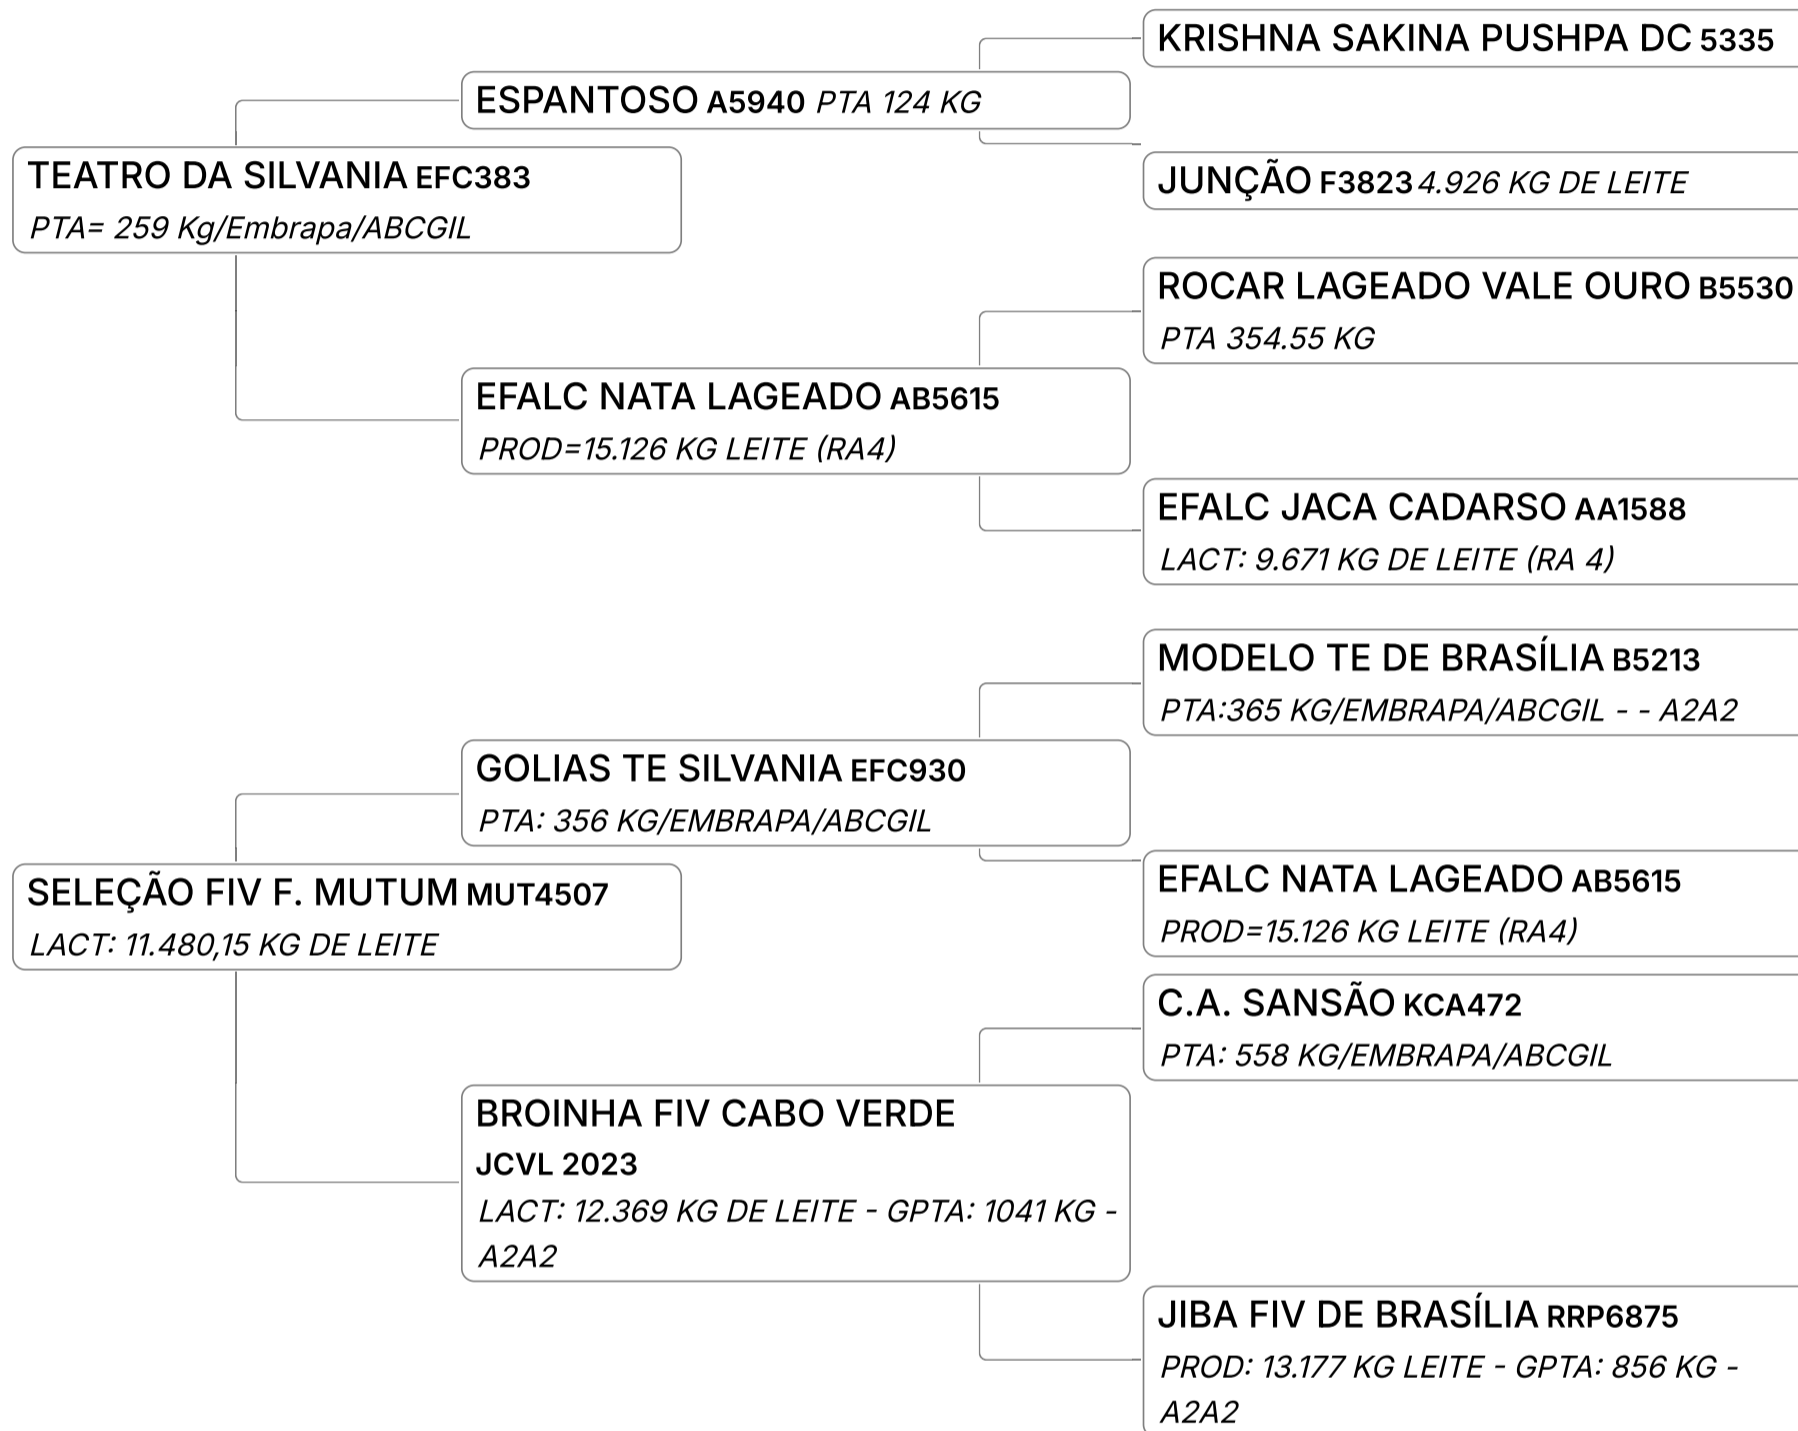 KRISHNA SAKINA PUSHPA DC 5335
ESPANTOSO A5940 PTA 124 KG
TEATRO DA SILVANIA EFC383
PTA= 259 Kg/Embrapa/ABCGIL
JUNÇÃO F3823 4.926 KG DE LEITE
ROCAR LAGEADO VALE OURO B5530
PTA 354.55 KG
EFALC NATA LAGEADO AB5615
PROD=15.126 KG LEITE (RA4)
EFALC JACA CADARSO AA1588
LACT: 9.671 KG DE LEITE (RA 4)
MODELO TE DE BRASÍLIA B5213
PTA:365 KG/EMBRAPA/ABCGIL - - A2A2
GOLIAS TE SILVANIA EFC930
PTA: 356 KG/EMBRAPA/ABCGIL
SELEÇÃO FIV F. MUTUM MUT4507
LACT: 11.480,15 KG DE LEITE
EFALC NATA LAGEADO AB5615
PROD=15.126 KG LEITE (RA4)
C.A. SANSÃO KCA472
PTA: 558 KG/EMBRAPA/ABCGIL
BROINHA FIV CABO VERDE
JCVL 2023
LACT: 12.369 KG DE LEITE - GPTA: 1041 KG -
A2A2
JIBA FIV DE BRASÍLIA RRP6875
PROD: 13.177 KG LEITE - GPTA: 856 KG -
A2A2